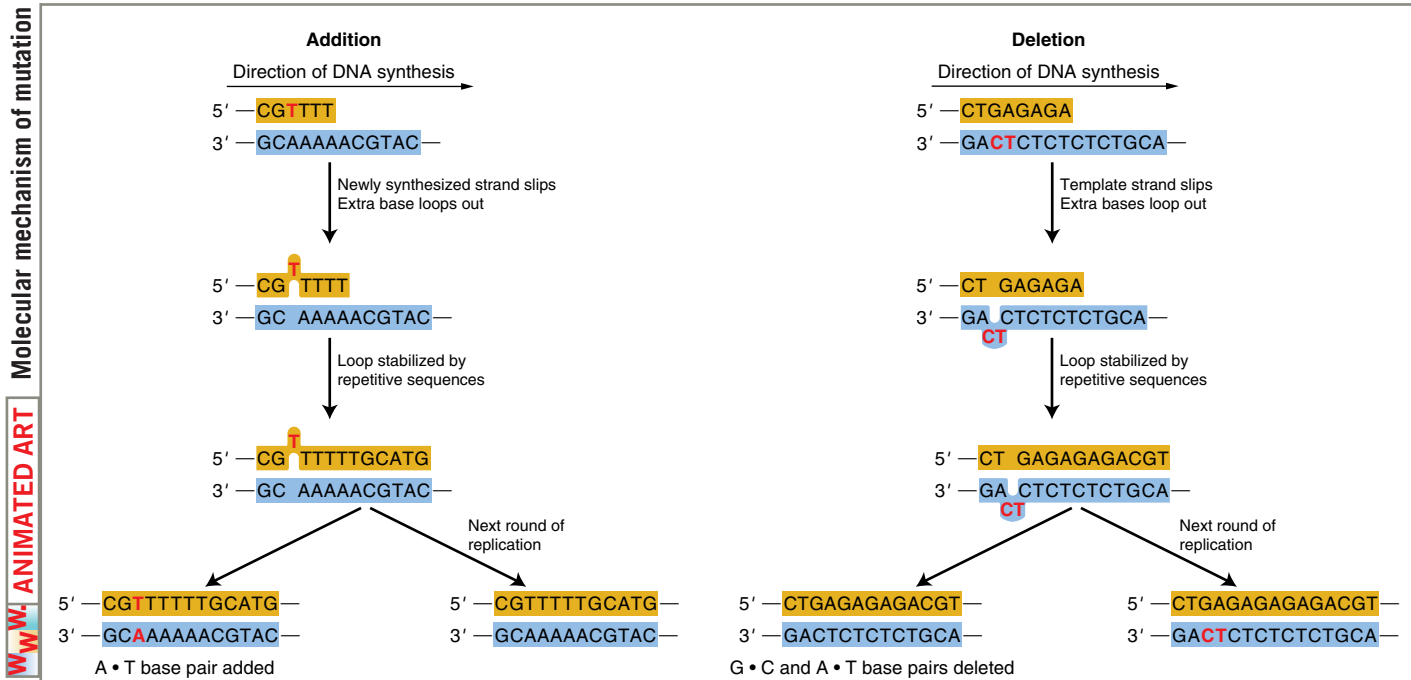 Molecular mechanism of mutation
www. ANIMATED ART
Addition
Direction of DNA synthesis
5′ CGTTTT
3′ GCAAAAACGTAC
Newly synthesized strand slips
Extra base loops out
T
5′ CG TTTT
3′ GC AAAAACGTAC
Loop stabilized by
repetitive sequences
T
5′ CG TTTTTGCATG
3′ GC AAAAACGTAC
Next round of
replication
5′ CGTTTTTTGCATG
3′ GCAAAAAACGTAC
A • T base pair added
5′ CGTTTTTGCATG
3′ GCAAAAACGTAC
Deletion
Direction of DNA synthesis
5′ CTGAGAGA
3′ GACTCTCTCTCTGCA
Template strand slips
Extra bases loop out
5′ CT GAGAGA
3′ GA CTCTCTCTGCA
CT
Loop stabilized by
repetitive sequences
5′ CT GAGAGAGACGT
3′ GA CTCTCTCTGCA
CT
Next round of
replication
5′ CTGAGAGAGACGT
3′ GACTCTCTCTGCA
G • C and A • T base pairs deleted
5′ CTGAGAGAGAGACGT
3′ GACTCTCTCTCTGCA